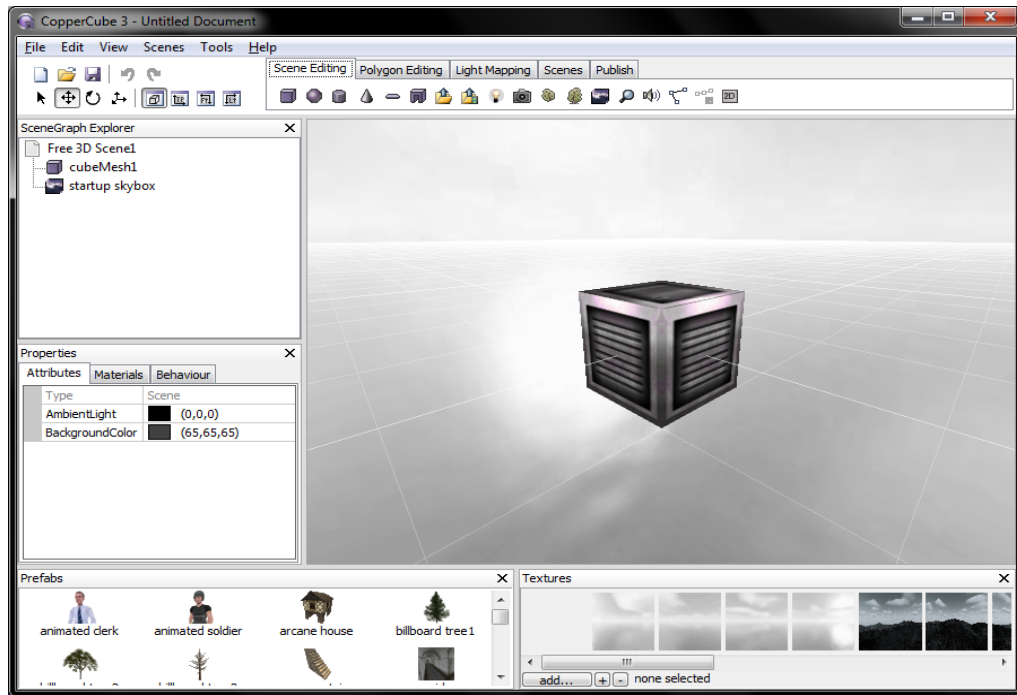 CopperCube 3 - Untitled Document
File Edit View Scenes Tools Help
Scene Editing Polygon Editing Light Mapping Scenes Publish
2D
SceneGraph Explorer
Free 3D Scene1
cubeMesh1
startup skybox
Properties
Attributes Materials Behaviour
Type Scene
AmbientLight (0,0,0)
BackgroundColor (65,65,65)
Prefabs
animated clerk animated soldier arcane house billboard tree1
Textures
add... + - none selected